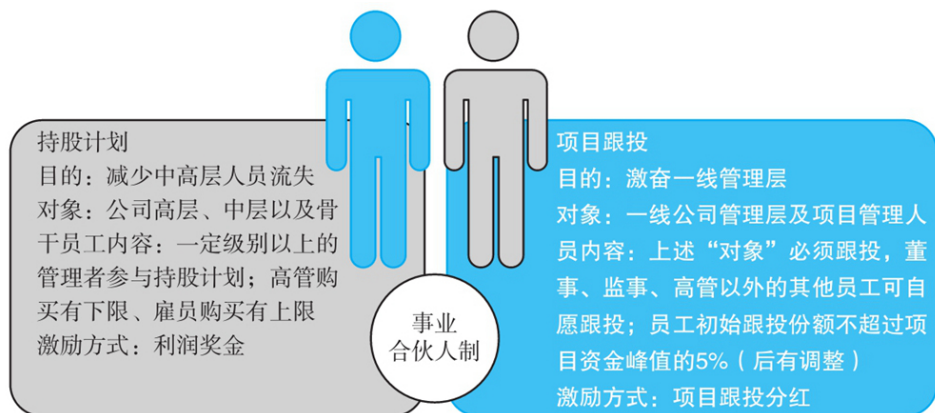 持股计划
目的：减少中高层人员流失
对象：公司高层、中层以及骨
干员工内容：一定级别以上的
管理者参与持股计划；高管购
买有下限、雇员购买有上限
激励方式：利润奖金
事业
合伙人制
项目跟投
目的：激奋一线管理层
对象：一线公司管理层及项目管理人
员内容：上述“对象”必须跟投，董
事、监事、高管以外的其他员工可自
愿跟投；员工初始跟投份额不超过项
目资金峰值的5%（后有调整）
激励方式：项目跟投分红